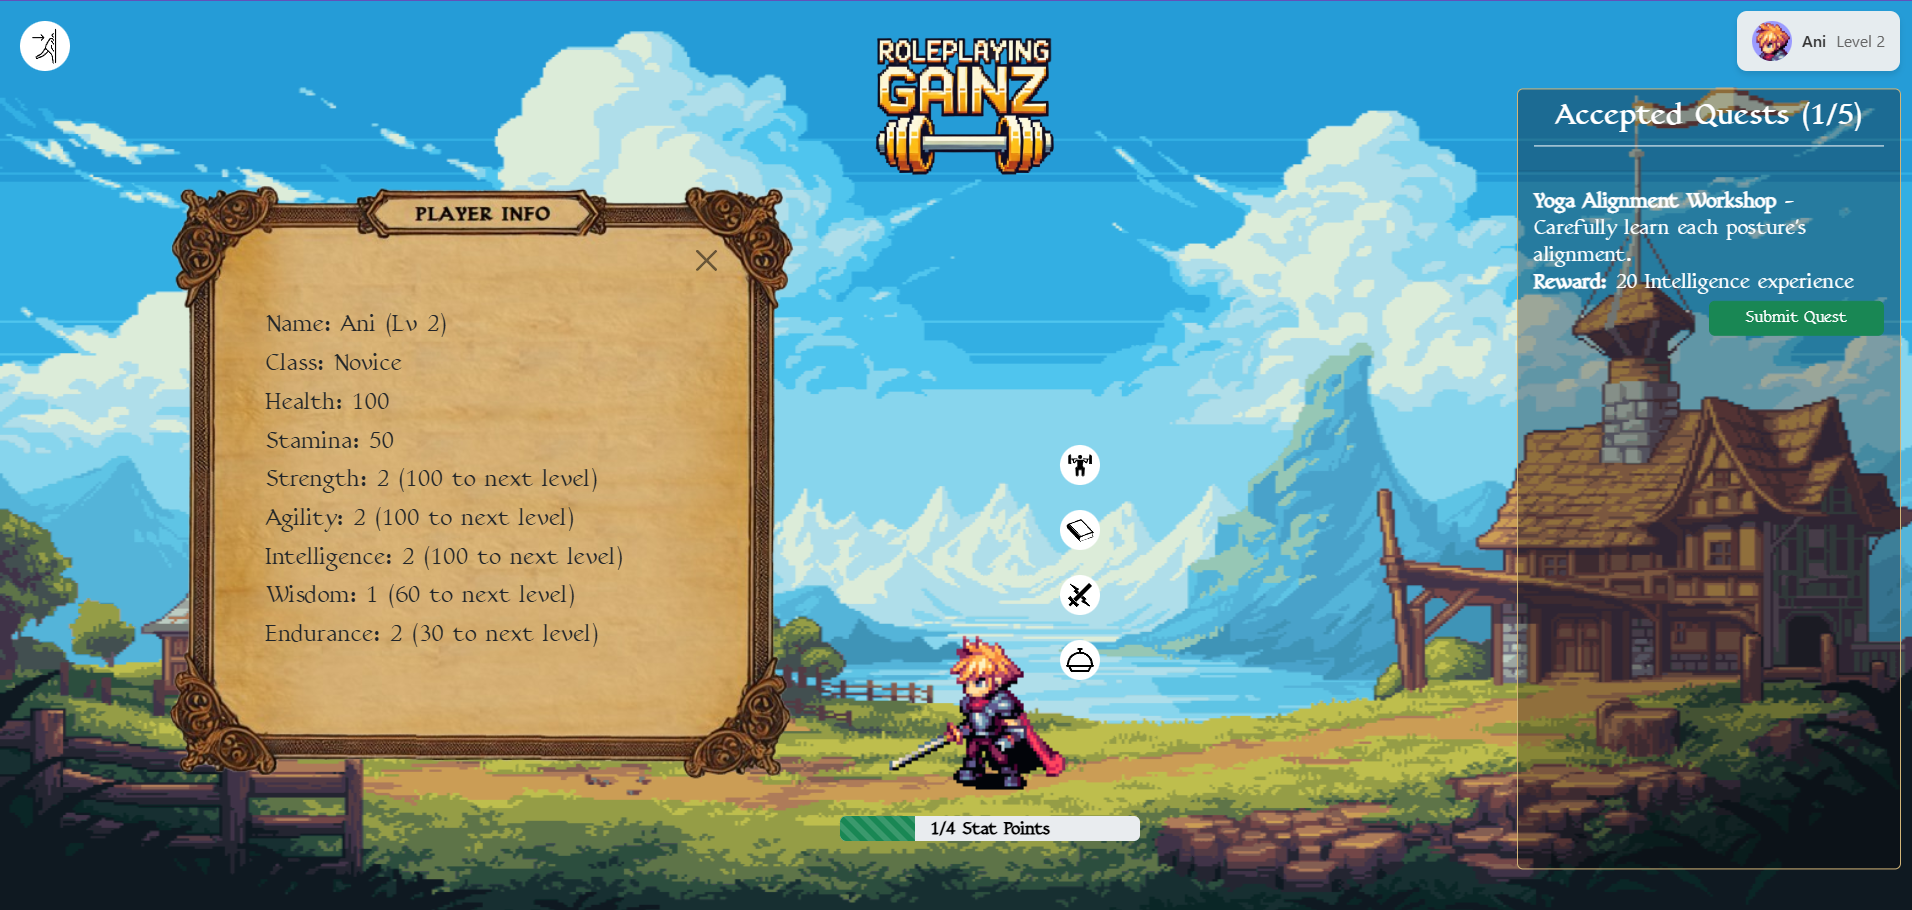 ROLEPLAYING
GAINZ
Ani Level 2
PLAYER INFO
Name: Ani (Lv 2)
Class: Novice
Health: 100
Stamina: 50
Strength: 2 (100 to next level)
Agility: 2 (100 to next level)
Intelligence: 2 (100 to next level)
Wisdom: 1 (60 to next level)
Endurance: 2 (30 to next level)
1/4 Stat Points
Accepted Quests (1/5)
Yoga Alignment Workshop -
Carefully learn each posture's
alignment.
Reward: 20 Intelligence experience
Submit Quest